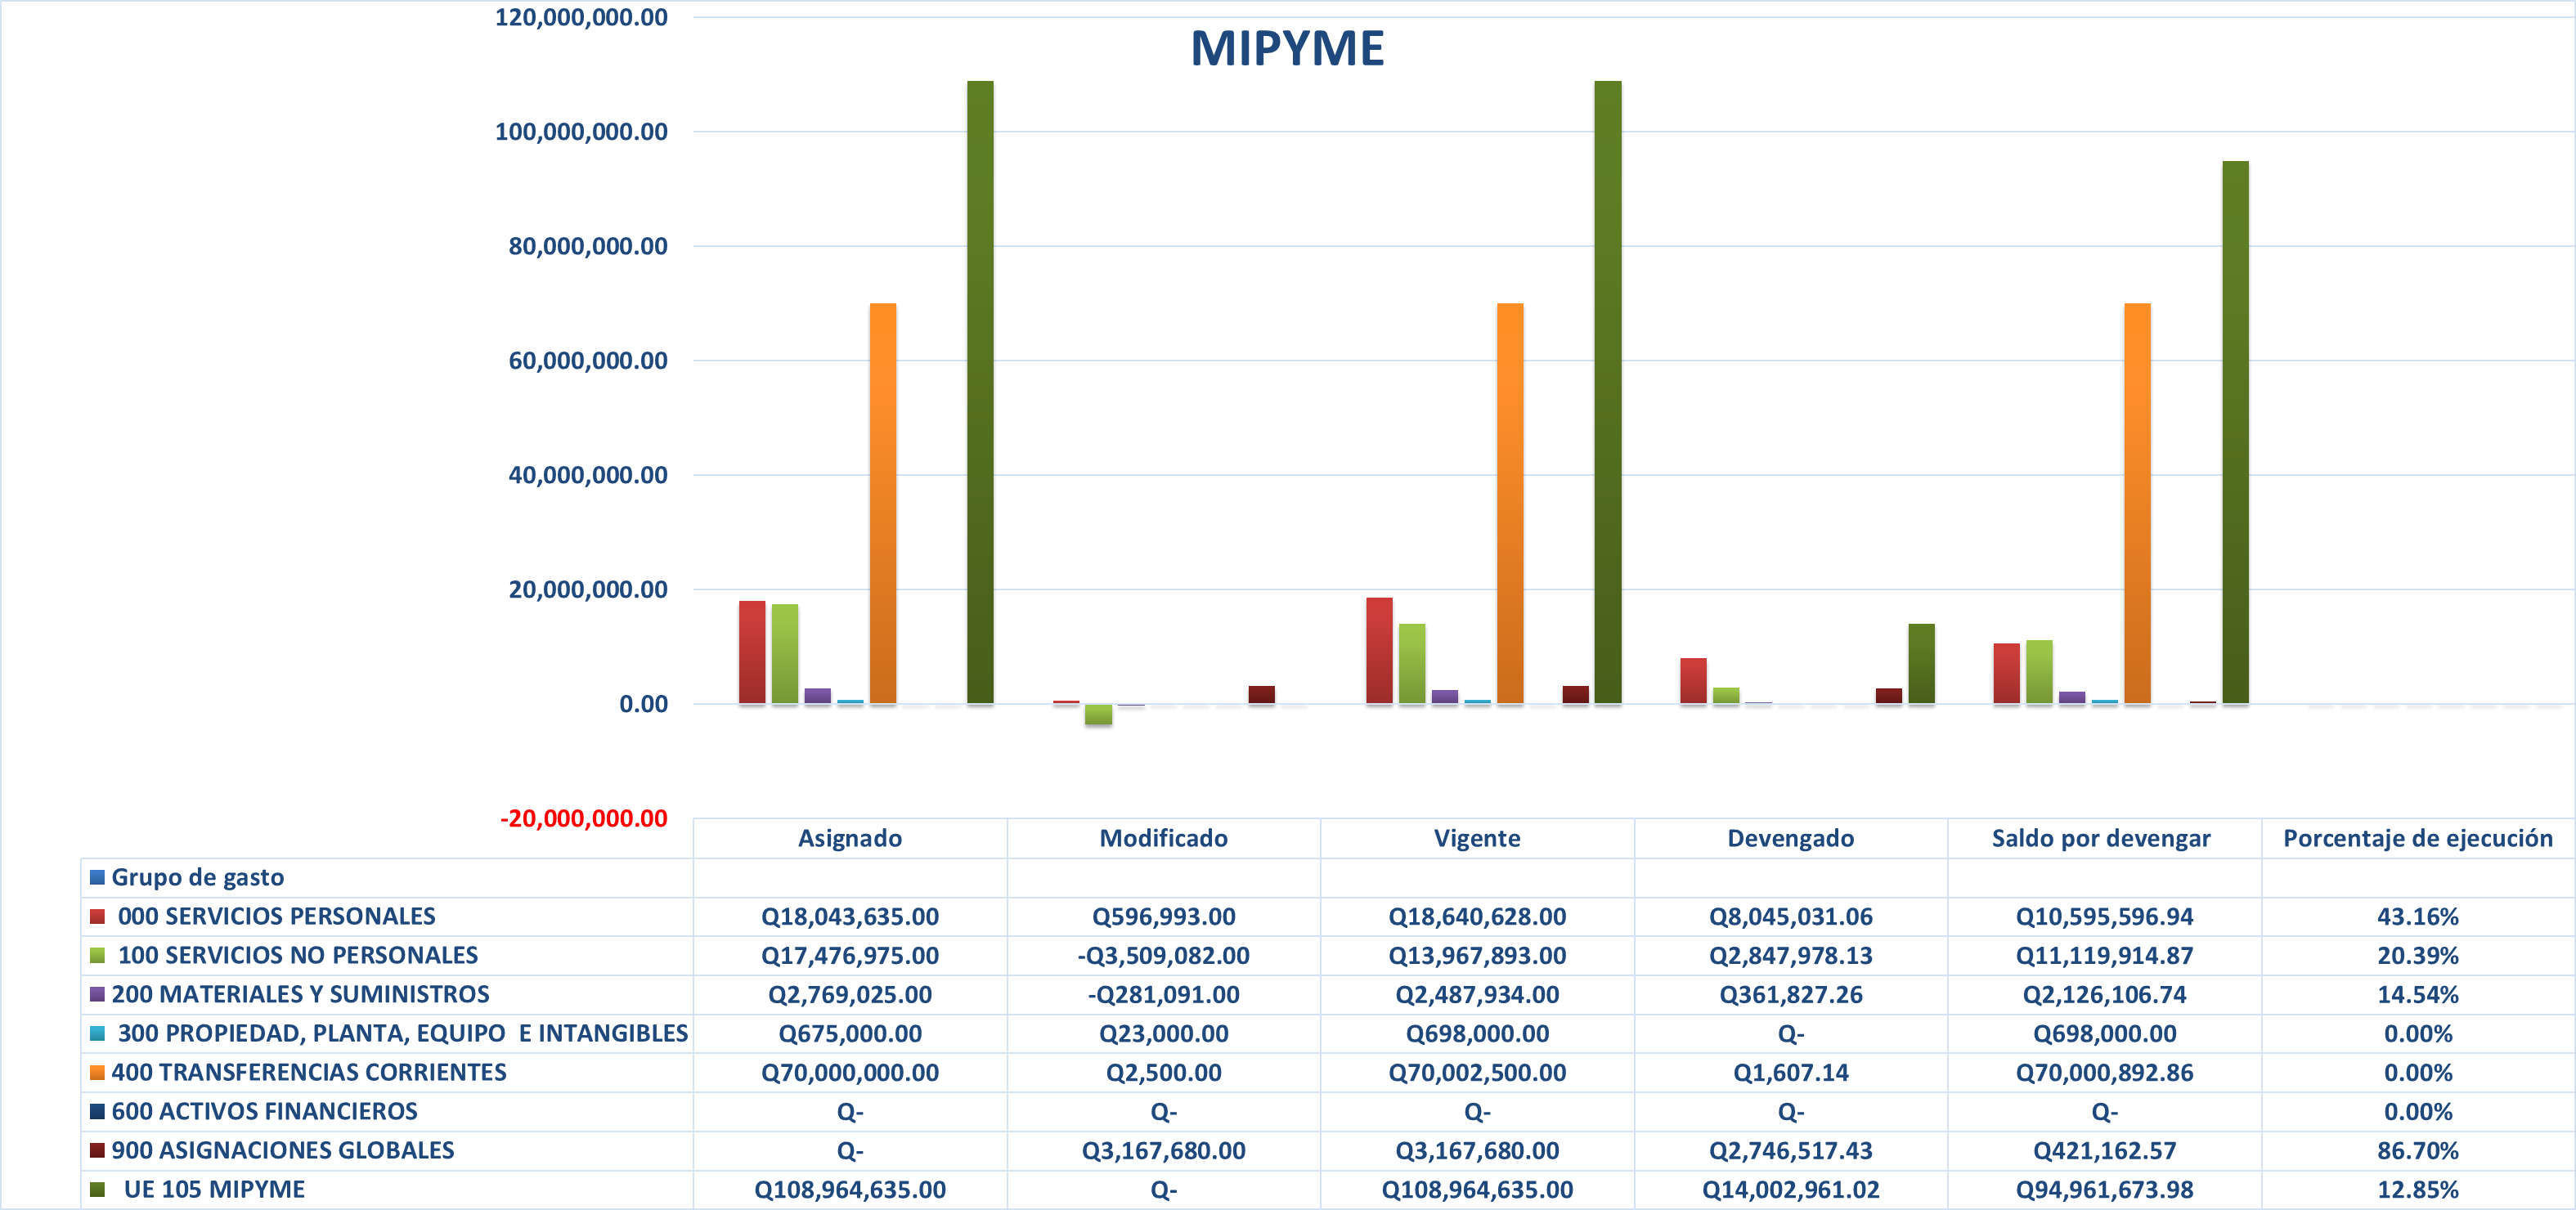 MIPYME
120,000,000.00
100,000,000.00
80,000,000.00
60,000,000.00
40,000,000.00
20,000,000.00
0.00
-20,000,000.00
Asignado Modificado Vigente Devengado Saldo por devengar Porcentaje de ejecución
Grupo de gasto
000 SERVICIOS PERSONALES Q18,043,635.00 Q596,993.00 Q18,640,628.00 Q8,045,031.06 Q10,595,596.94 43.16%
100 SERVICIOS NO PERSONALES Q17,476,975.00 -Q3,509,082.00 Q13,967,893.00 Q2,847,978.13 Q11,119,914.87 20.39%
200 MATERIALES Y SUMINISTROS Q2,769,025.00 -Q281,091.00 Q2,487,934.00 Q361,827.26 Q2,126,106.74 14.54%
300 PROPIEDAD, PLANTA, EQUIPO E INTANGIBLES Q675,000.00 Q23,000.00 Q698,000.00 Q- Q698,000.00 0.00%
400 TRANSFERENCIAS CORRIENTES Q70,000,000.00 Q2,500.00 Q70,002,500.00 Q1,607.14 Q70,000,892.86 0.00%
600 ACTIVOS FINANCIEROS Q- Q- Q- Q- Q- 0.00%
900 ASIGNACIONES GLOBALES Q- Q3,167,680.00 Q3,167,680.00 Q2,746,517.43 Q421,162.57 86.70%
UE 105 MIPYME Q108,964,635.00 Q- Q108,964,635.00 Q14,002,961.02 Q94,961,673.98 12.85%